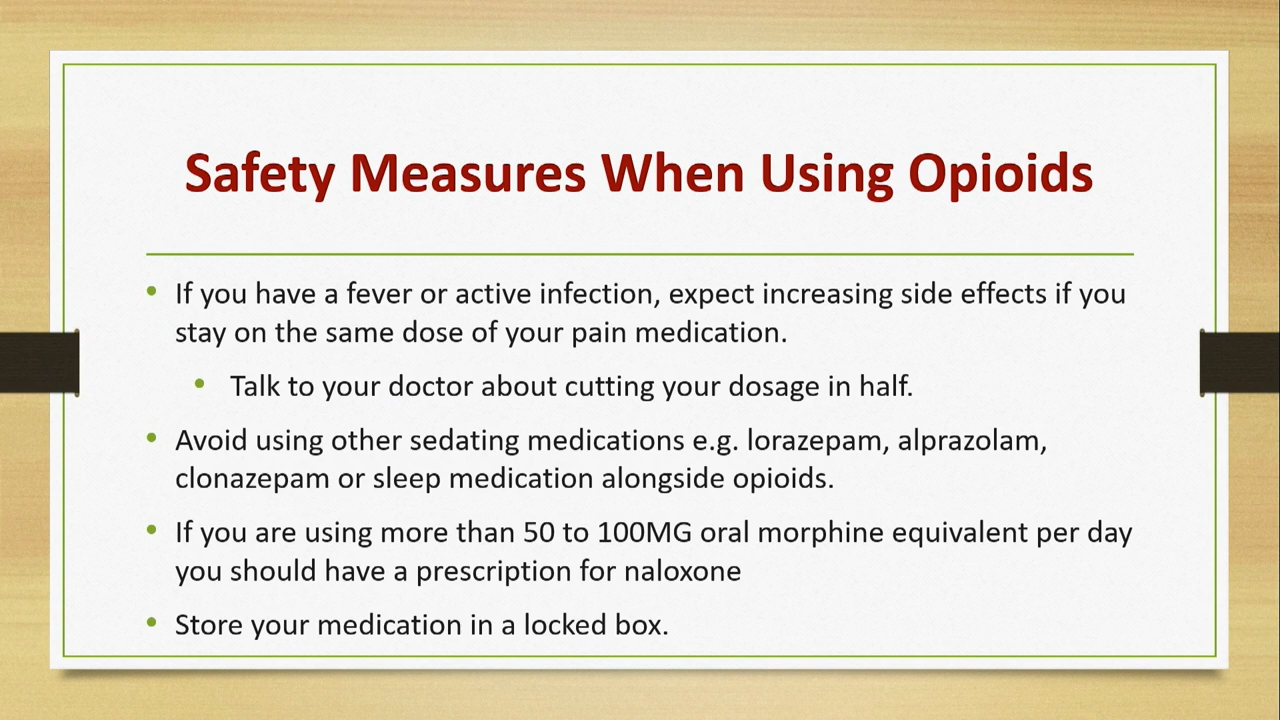 Safety Measures When Using Opioids
• If you have a fever or active infection, expect increasing side effects if you
stay on the same dose of your pain medication.
• Talk to your doctor about cutting your dosage in half.
• Avoid using other sedating medications e.g. lorazepam, alprazolam,
clonazepam or sleep medication alongside opioids.
• If you are using more than 50 to 100MG oral morphine equivalent per day
you should have a prescription for naloxone
• Store your medication in a locked box.